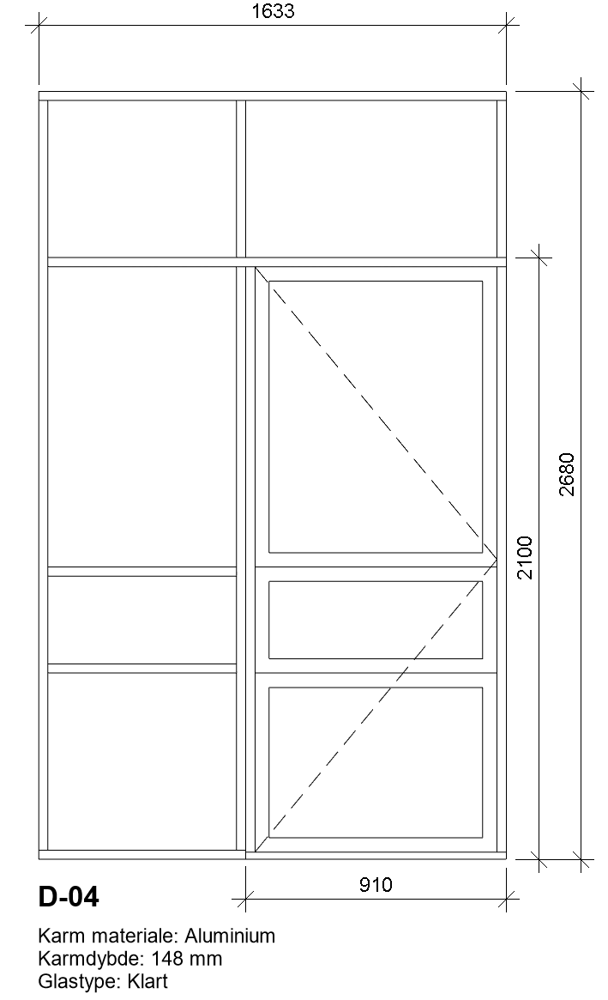 1633
2680
2100
910
D-04
Karm materiale: Aluminium
Karmdybde: 148 mm
Glastype: Klart